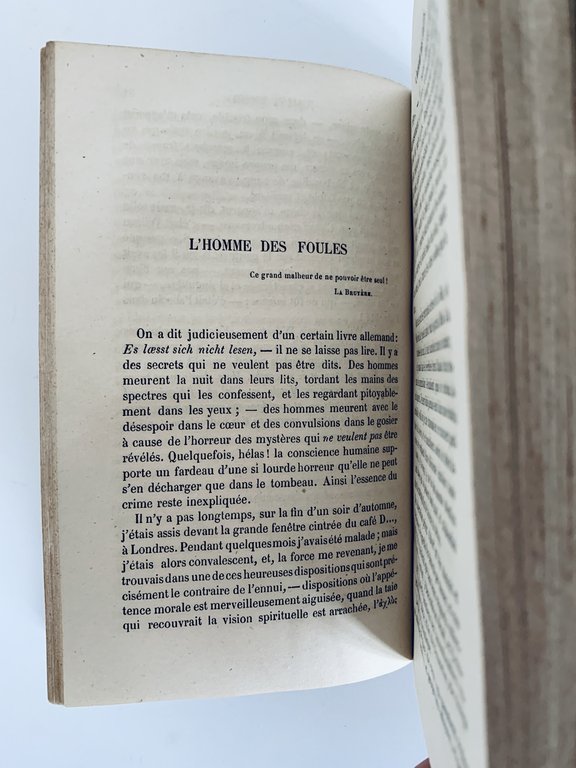 L'HOMME DES FOULES
Ce grand malheur de ne pouvoir être seul!
LA BRUYÈRE.
On a dit judicieusement d'un certain livre allemand:
Es læsst sich nicht lesen, — il ne se laisse pas lire. Il y a
des secrets qui ne veulent pas être dits. Des hommes
meurent la nuit dans leurs lits, tordant les mains des
spectres qui les confessent, et les regardant pitoyable-
ment dans les yeux; — des hommes meurent avec le
désespoir dans le cœur et des convulsions dans le gosier
à cause de l'horreur des mystères qui ne veulent pas être
révélés. Quelquefois, hélas! la conscience humaine sup-
porte un fardeau d'une si lourde horreur qu'elle ne peut
s'en décharger que dans le tombeau. Ainsi l'essence du
crime reste inexpliquée.
Il n'y a pas longtemps, sur la fin d'un soir d'automne,
j'étais assis devant la grande fenêtre cintrée du café D...,
à Londres. Pendant quelques mois j'avais été malade; mais
j'étais alors convalescent, et, la force me revenant, je me
trouvais dans une de ces heureuses dispositions qui sont pré-
cisément le contraire de l'ennui, — dispositions où l'appé-
tence morale est merveilleusement aiguisée, quand la taie
qui recouvrait la vision spirituelle est arrachée, l'ἀχλὺς